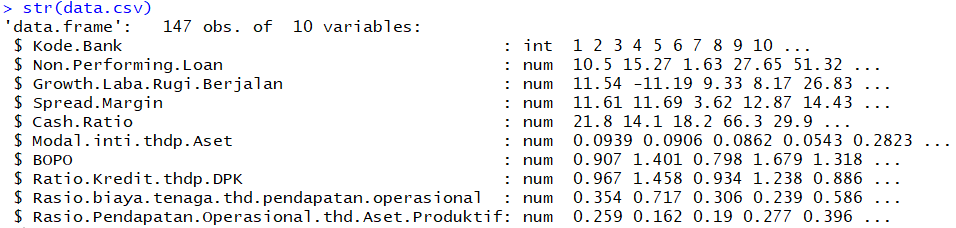 > str(data.csv)
'data.frame':   147 obs. of  10 variables:
 $ Kode.Bank                                       : int  1 2 3 4 5 6 7 8 9 10 ...
 $ Non.Performing.Loan                             : num  10.5 15.27 1.63 27.65 51.32 ...
 $ Growth.Laba.Rugi.Berjalan                       : num  11.54 -11.19 9.33 8.17 26.83 ...
 $ Spread.Margin                                   : num  11.61 11.69 3.62 12.87 14.43 ...
 $ Cash.Ratio                                      : num  21.8 14.1 18.2 66.3 29.9 ...
 $ Modal.inti.thdp.Aset                            : num  0.0939 0.0906 0.0862 0.0543 0.2823 ...
 $ BOPO                                            : num  0.907 1.401 0.798 1.679 1.318 ...
 $ Ratio.Kredit.thdp.DPK                           : num  0.967 1.458 0.934 1.238 0.886 ...
 $ Rasio.biaya.tenaga.thd.pendapatan.operasional   : num  0.354 0.717 0.306 0.239 0.586 ...
 $ Rasio.Pendapatan.Operasional.thd.Aset.Produktif: num  0.259 0.162 0.19 0.277 0.396 ...